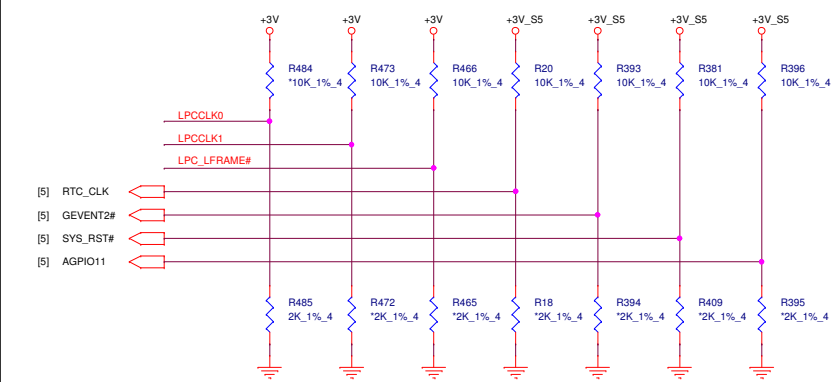 +3V +3V +3V +3V_S5 +3V_S5 +3V_S5 +3V_S5
R484 R473 R466 R20 R393 R381 R396
*10K_1%_4 10K_1%_4 10K_1%_4 10K_1%_4 10K_1%_4 10K_1%_4 10K_1%_4
LPCCLK0
LPCCLK1
LPC_LFRAME#
[5] RTC_CLK
[5] GEVENT2#
[5] SYS_RST#
[5] AGPIO11
R485 R472 R465 R18 R394 R409 R395
2K_1%_4 *2K_1%_4 *2K_1%_4 *2K_1%_4 *2K_1%_4 *2K_1%_4 *2K_1%_4